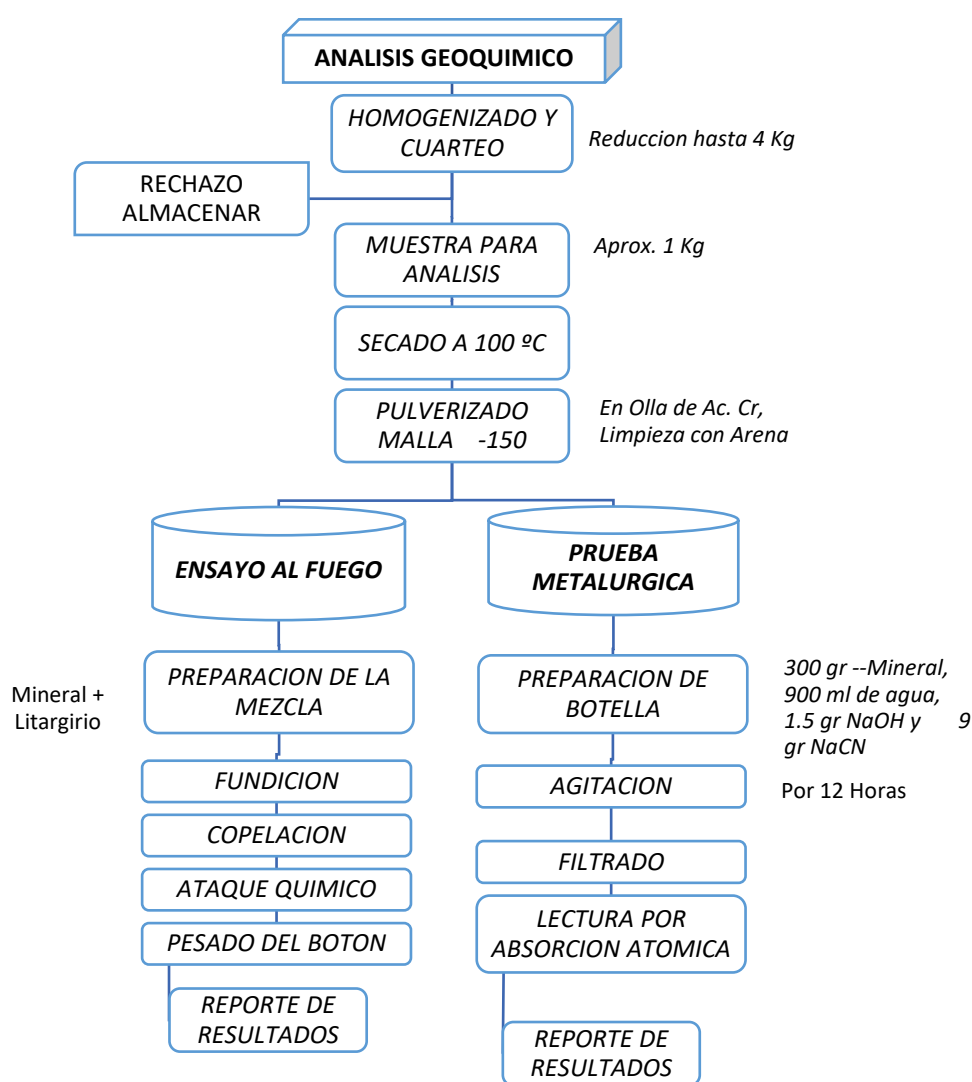 ANALISIS GEOQUIMICO
HOMOGENIZADO Y
CUARTEO
Reduccion hasta 4 Kg
RECHAZO
ALMACENAR
MUESTRA PARA
ANALISIS
Aprox. 1 Kg
SECADO A 100 ºC
PULVERIZADO
MALLA -150
En Olla de Ac. Cr,
Limpieza con Arena
ENSAYO AL FUEGO
PRUEBA
METALURGICA
Mineral +
Litargirio
PREPARACION DE LA
MEZCLA
PREPARACION DE
BOTELLA
300 gr --Mineral,
900 ml de agua,
1.5 gr NaOH y 9
gr NaCN
FUNDICION
AGITACION
Por 12 Horas
COPELACION
FILTRADO
ATAQUE QUIMICO
LECTURA POR
ABSORCION ATOMICA
PESADO DEL BOTON
REPORTE DE
RESULTADOS
REPORTE DE
RESULTADOS